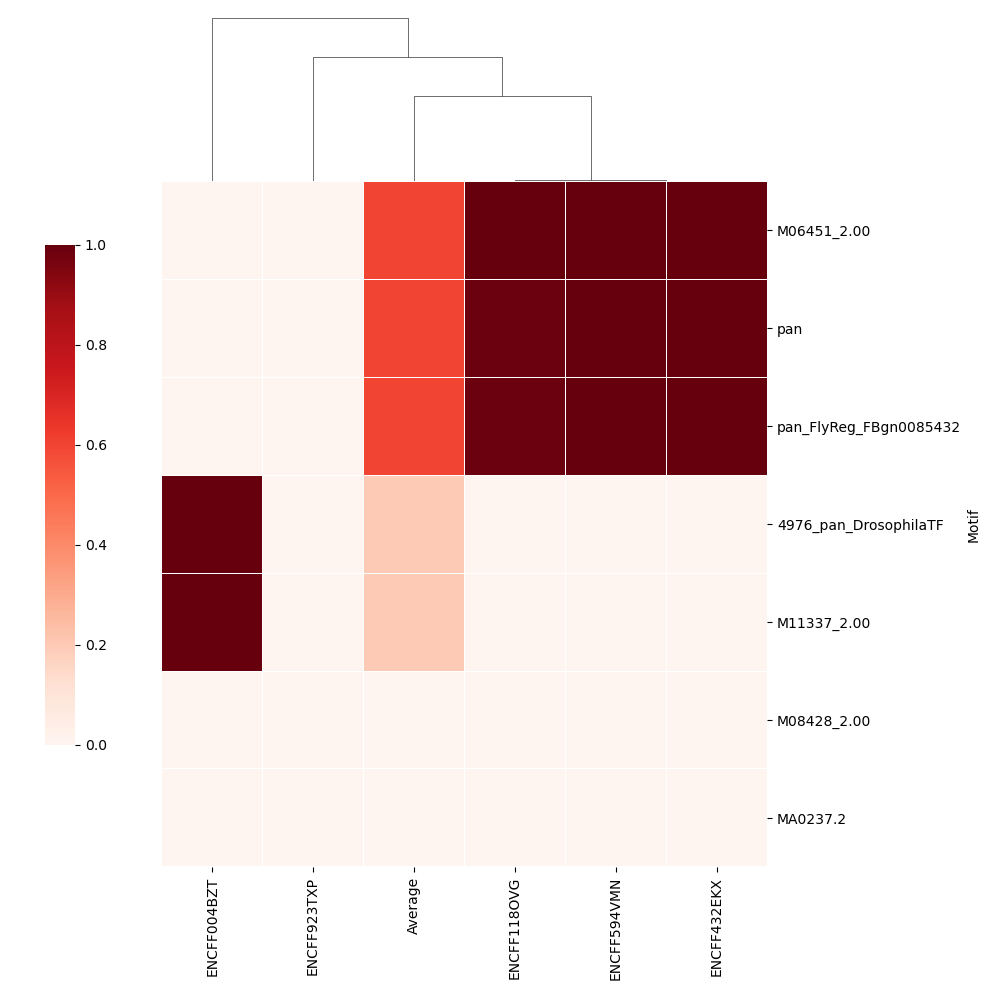 1.0
0.8
0.6
0.4
0.2
0.0
M06451_2.00
pan
pan_FlyReg_FBgn0085432
4976_pan_DrosophilaTF
M11337_2.00
M08428_2.00
MA0237.2
Motif
ENCFF004BZT
ENCFF923TXP
Average
ENCFF118OVG
ENCFF594VMN
ENCFF432EKX